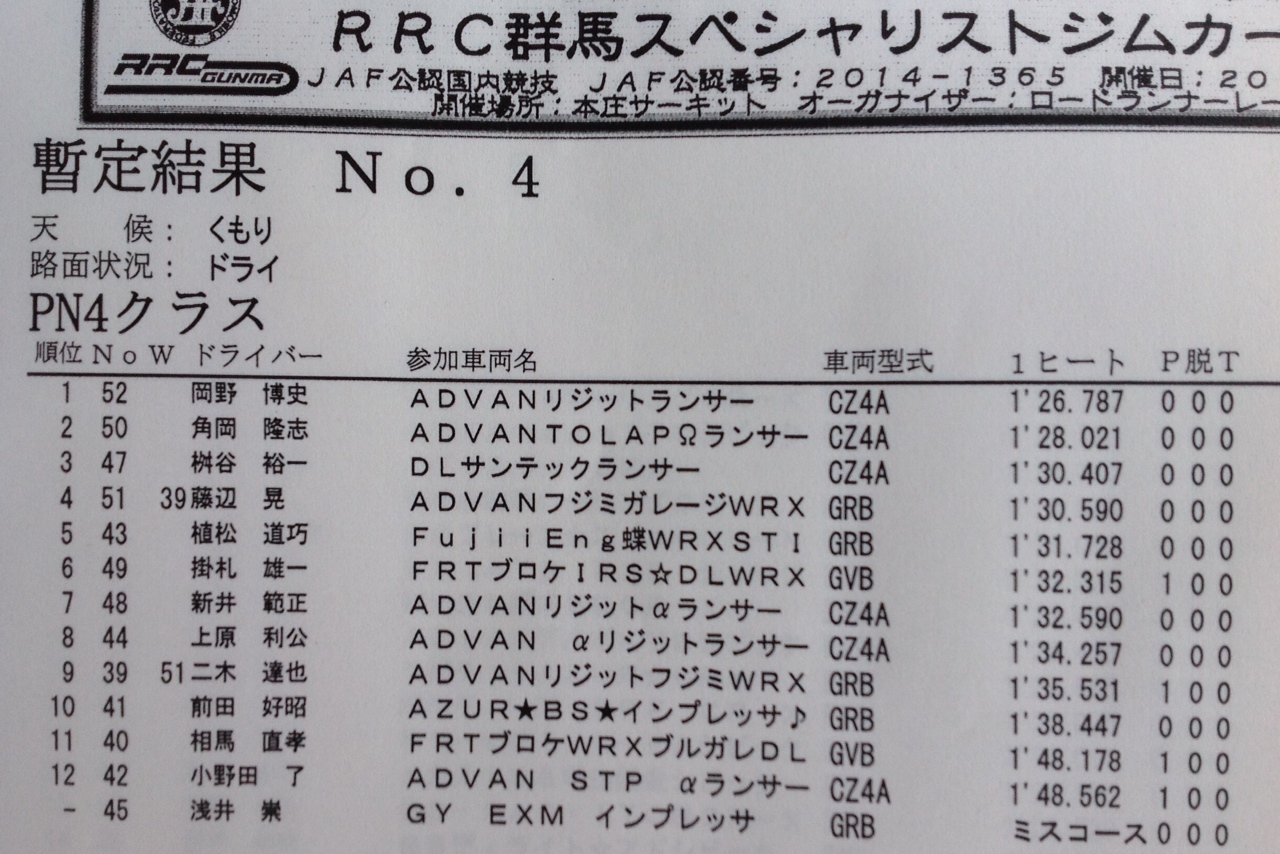 RRC群馬スペシャリストジムカー
RRC GUNMA
JAF公認国内競技　JAF公認番号：2014-1365　開催日：20
開催場所：本庄サーキット　オーガナイザー：ロードランナーレー
暫定結果　No．4
天　　候：　くもり
路面状況：　ドライ
PN4クラス
順位 No W ドライバー　参加車両名　車両型式　1ヒート　P脱T
1 52 岡野　博史 ADVANリジットランサー CZ4A 1'26.787 0 0 0
2 50 角岡　隆志 ADVANTOLAPΩランサー CZ4A 1'28.021 0 0 0
3 47 桝谷　裕一 DLサンテックランサー CZ4A 1'30.407 0 0 0
4 51 39 藤辺　晃 ADVANフジミガレージWRX GRB 1'30.590 0 0 0
5 43 植松　道巧 FujiiEng蝶WRXSTI GRB 1'31.728 0 0 0
6 49 掛札　雄一 FRTブロケIRS☆DLWRX GVB 1'32.315 1 0 0
7 48 新井　範正 ADVANリジットαランサー CZ4A 1'32.590 0 0 0
8 44 上原　利公 ADVAN　αリジットランサー CZ4A 1'34.257 0 0 0
9 39 51 二木　達也 ADVANリジットフジミWRX GRB 1'35.531 1 0 0
10 41 前田　好昭 AZUR★BS★インプレッサ♪ GRB 1'38.447 0 0 0
11 40 相馬　直孝 FRTブロケWRXブルガレDL GVB 1'48.178 1 0 0
12 42 小野田　了 ADVAN　STP　αランサー CZ4A 1'48.562 1 0 0
- 45 浅井　崇 GY　EXM　インプレッサ GRB ミスコース 0 0 0